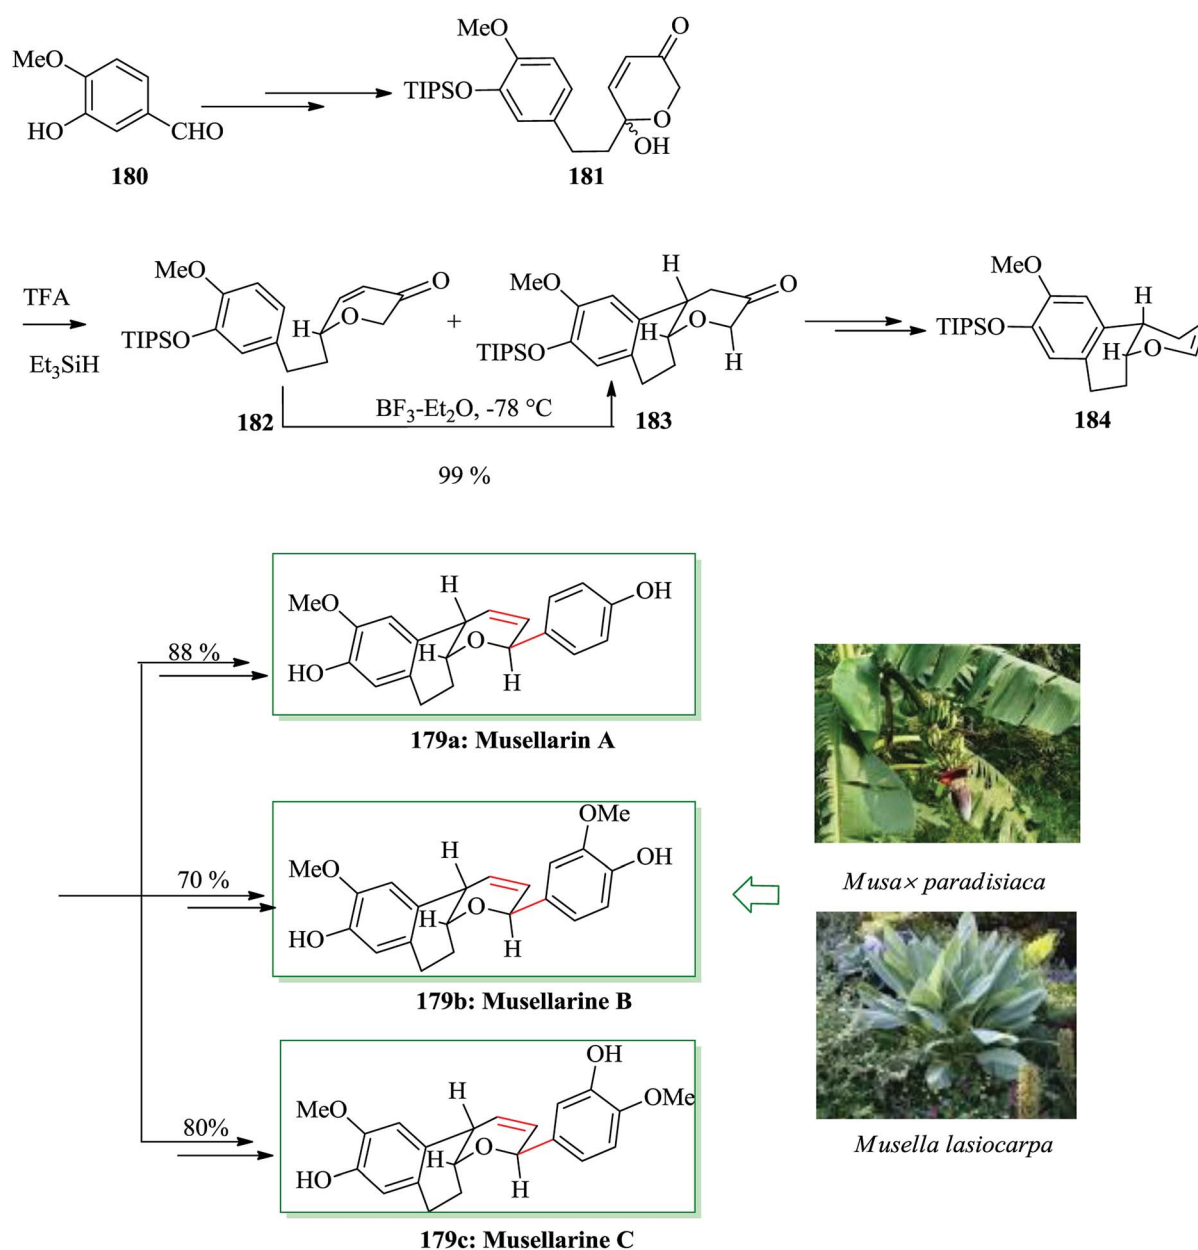 MeO
HO
CHO
180
MeO
TIPSO
O
O
OH
181
TFA
Et₃SiH
MeO
TIPSO
H
O
O
182
+
MeO
TIPSO
H
H
O
O
H
183
BF₃-Et₂O, -78 °C
99 %
MeO
TIPSO
H
H
O
184
88 %
MeO
HO
H
H
O
H
OH
179a: Musellarin A
70 %
MeO
HO
H
H
O
H
OMe
OH
179b: Musellarine B
80%
MeO
HO
H
H
O
H
OH
OMe
179c: Musellarine C
Musa× paradisiaca
Musella lasiocarpa